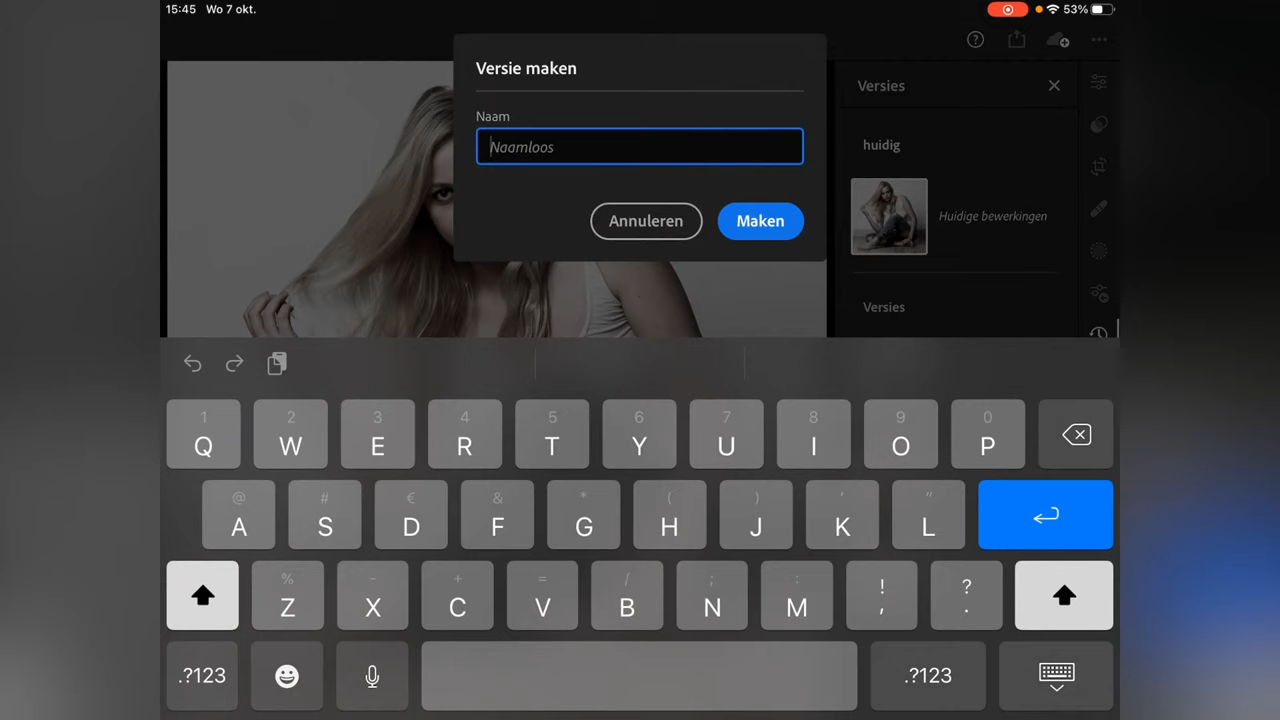 15:45 Wo 7 okt.
53%
Versie maken
Naam
Naamloos
Annuleren
Maken
Versies
huidig
Huidige bewerkingen
Versies
1 2 3 4 5 6 7 8 9 0
Q W E R T Y U I O P
@ # € & * ( ) ' "
A S D F G H J K L
% - + = / ; : ! ?
Z X C V B N M , .
.?123 .?123